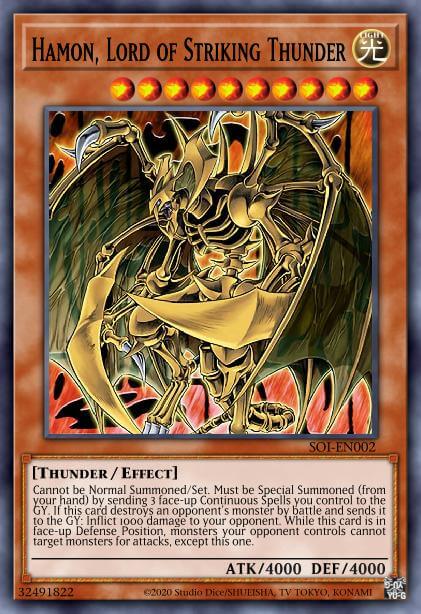 Hamon, Lord of Striking Thunder
LIGHT
光
SOI-EN002
[Thunder / Effect]
Cannot be Normal Summoned/Set. Must be Special Summoned (from
your hand) by sending 3 face-up Continuous Spells you control to the
GY. If this card destroys an opponent's monster by battle and sends it
to the GY: Inflict 1000 damage to your opponent. While this card is in
face-up Defense Position, monsters your opponent controls cannot
target monsters for attacks, except this one.
ATK/4000 DEF/4000
32491822
©2020 Studio Dice/SHUEISHA, TV TOKYO, KONAMI